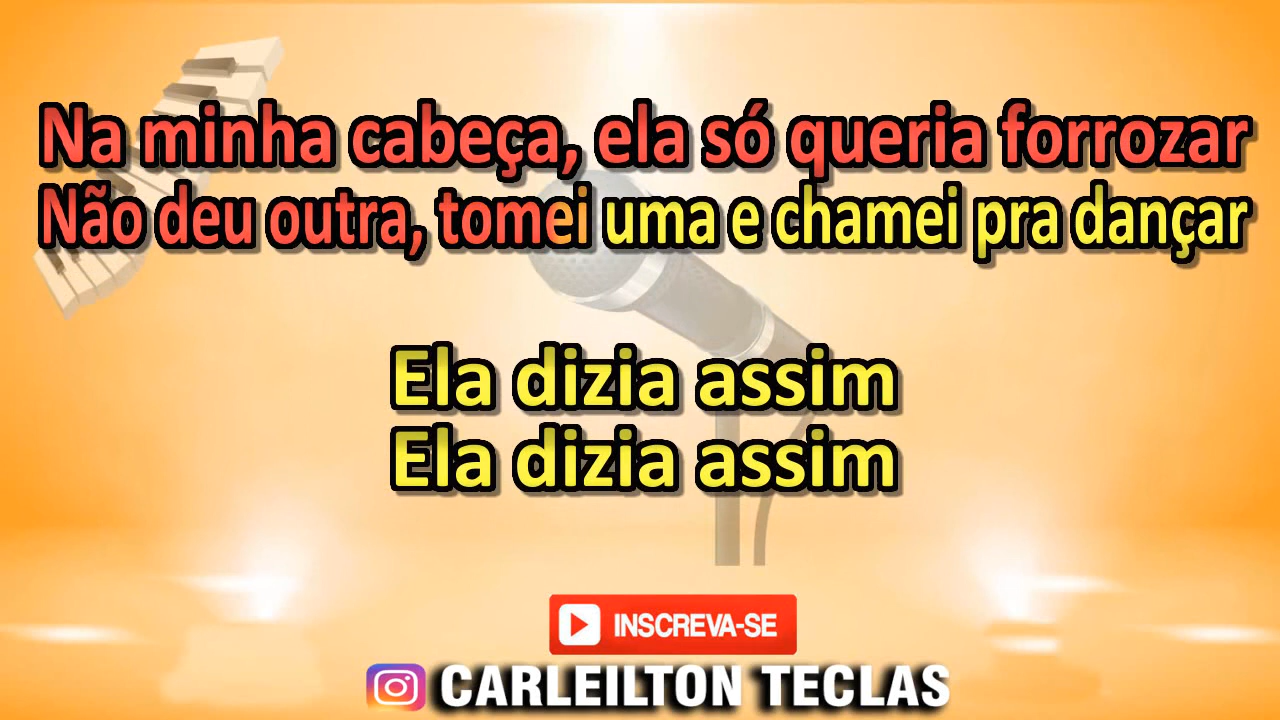 Na minha cabeça, ela só queria forrozar
Não deu outra, tomei uma e chamei pra dançar
Ela dizia assim
Ela dizia assim
INSCREVA-SE
CARLEILTON TECLAS